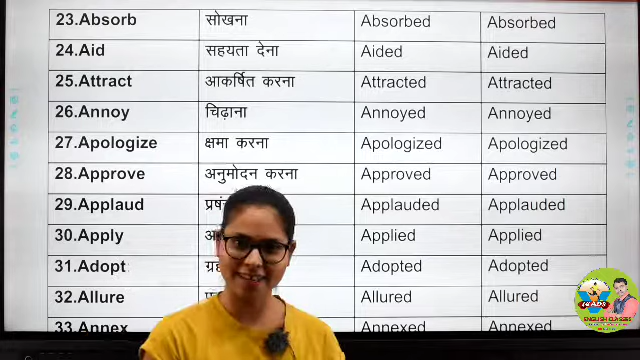 23.Absorb सोखना Absorbed Absorbed
24.Aid सहयता देना Aided Aided
25.Attract आकर्षित करना Attracted Attracted
26.Annoy चिढ़ाना Annoyed Annoyed
27.Apologize क्षमा करना Apologized Apologized
28.Approve अनुमोदन करना Approved Approved
29.Applaud Applauded Applauded
30.Apply Applied Applied
31.Adopt Adopted Adopted
32.Allure Allured Allured
33.Annex Annexed Annexed
ENGLISH CLASSES